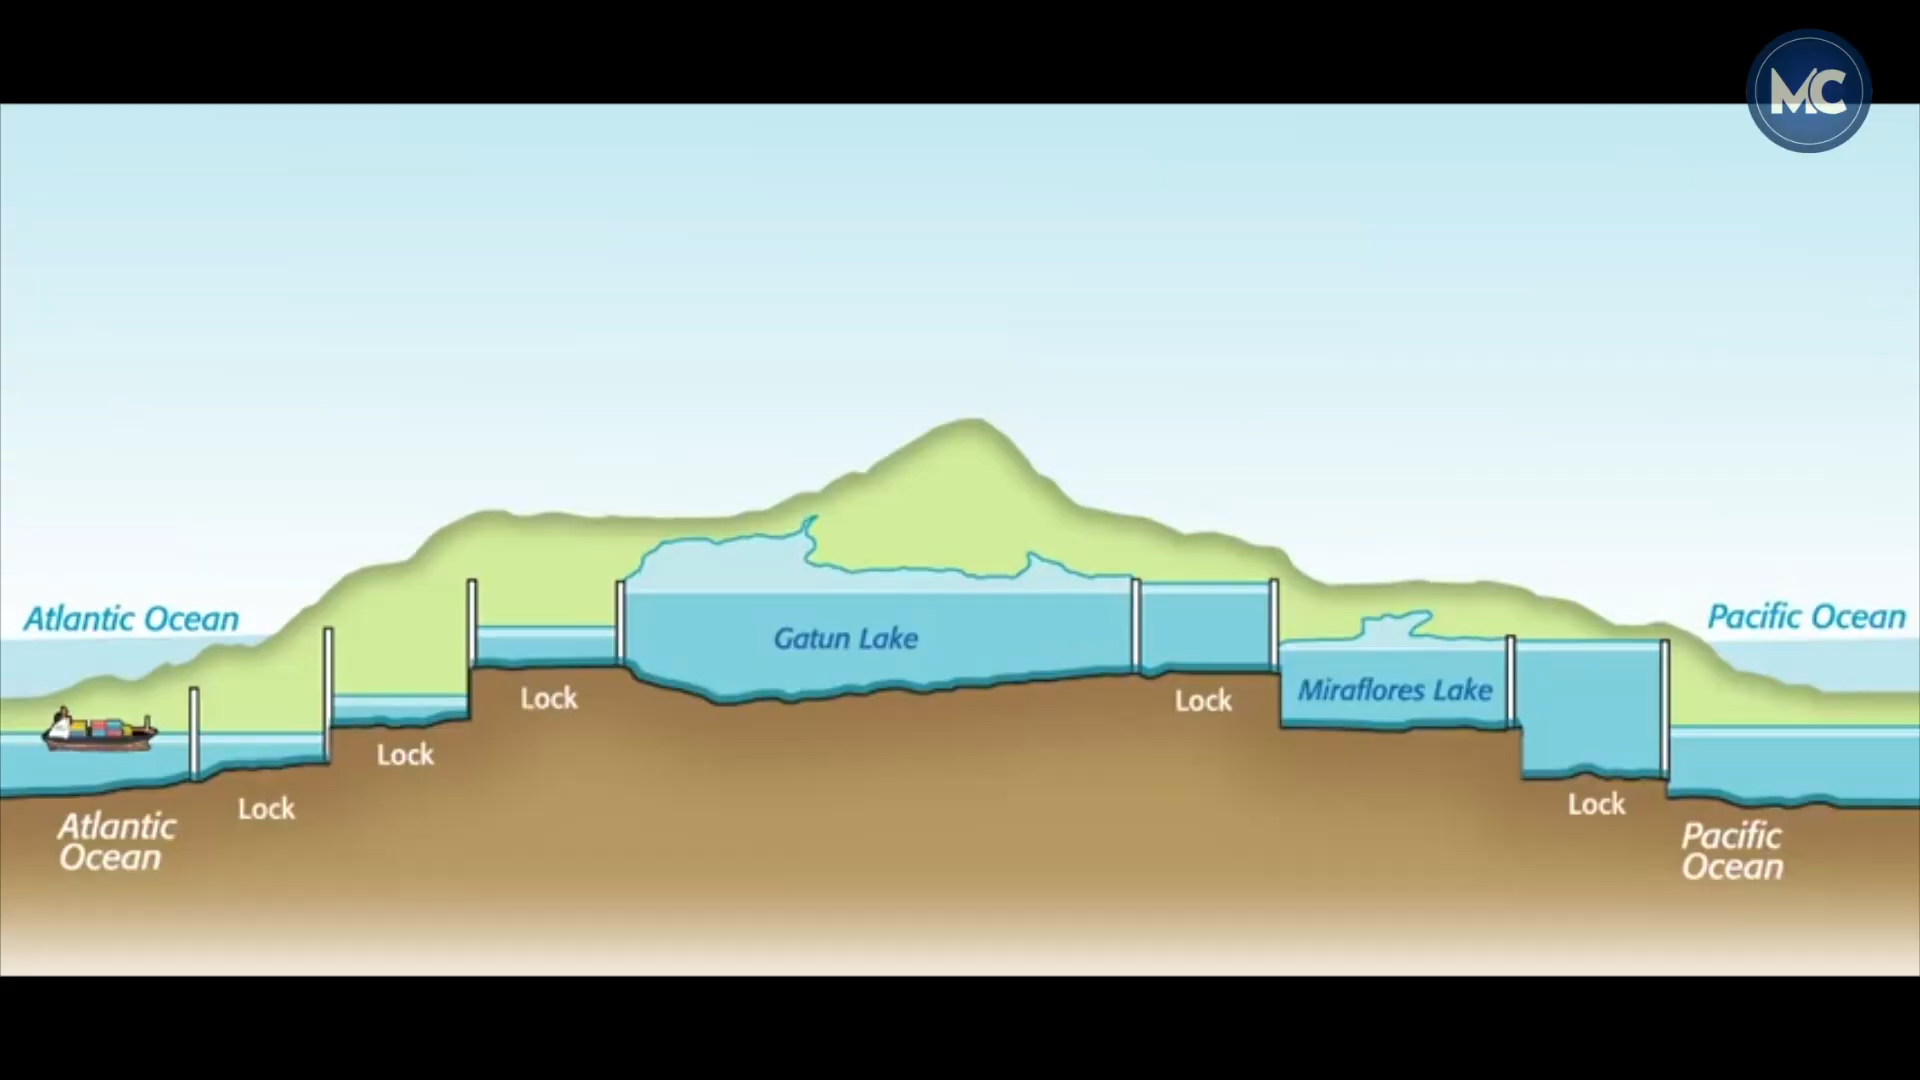 MC
Atlantic Ocean
Pacific Ocean
Gatun Lake
Miraflores Lake
Lock
Lock
Lock
Lock
Lock
Atlantic
Ocean
Pacific
Ocean